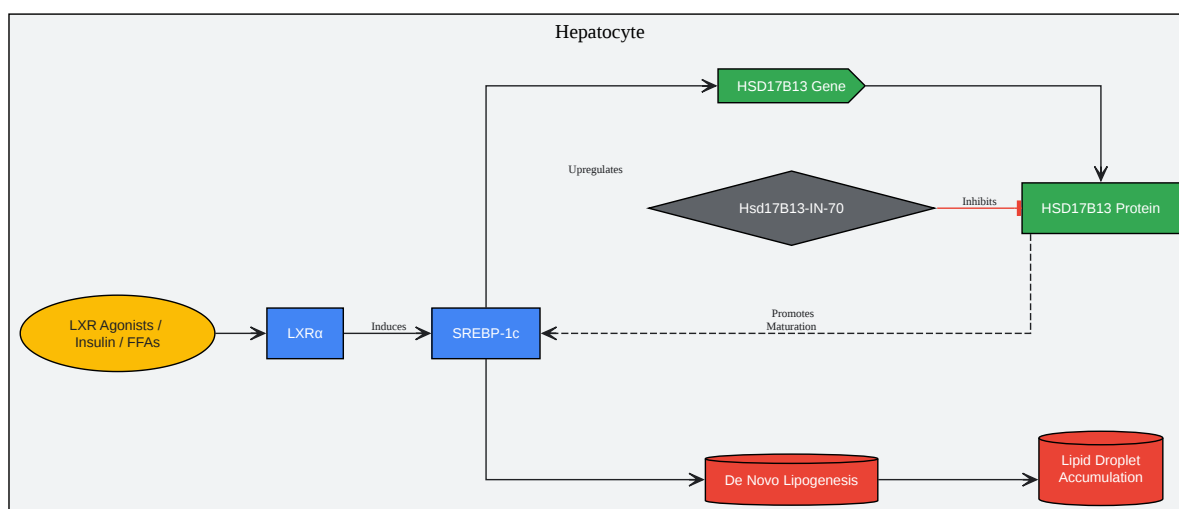 Hepatocyte
HSD17B13 Gene
Upregulates
Hsd17B13-IN-70
Inhibits
HSD17B13 Protein
LXR Agonists /
Insulin / FFAs
LXRα
Induces
SREBP-1c
Promotes
Maturation
De Novo Lipogenesis
Lipid Droplet
Accumulation